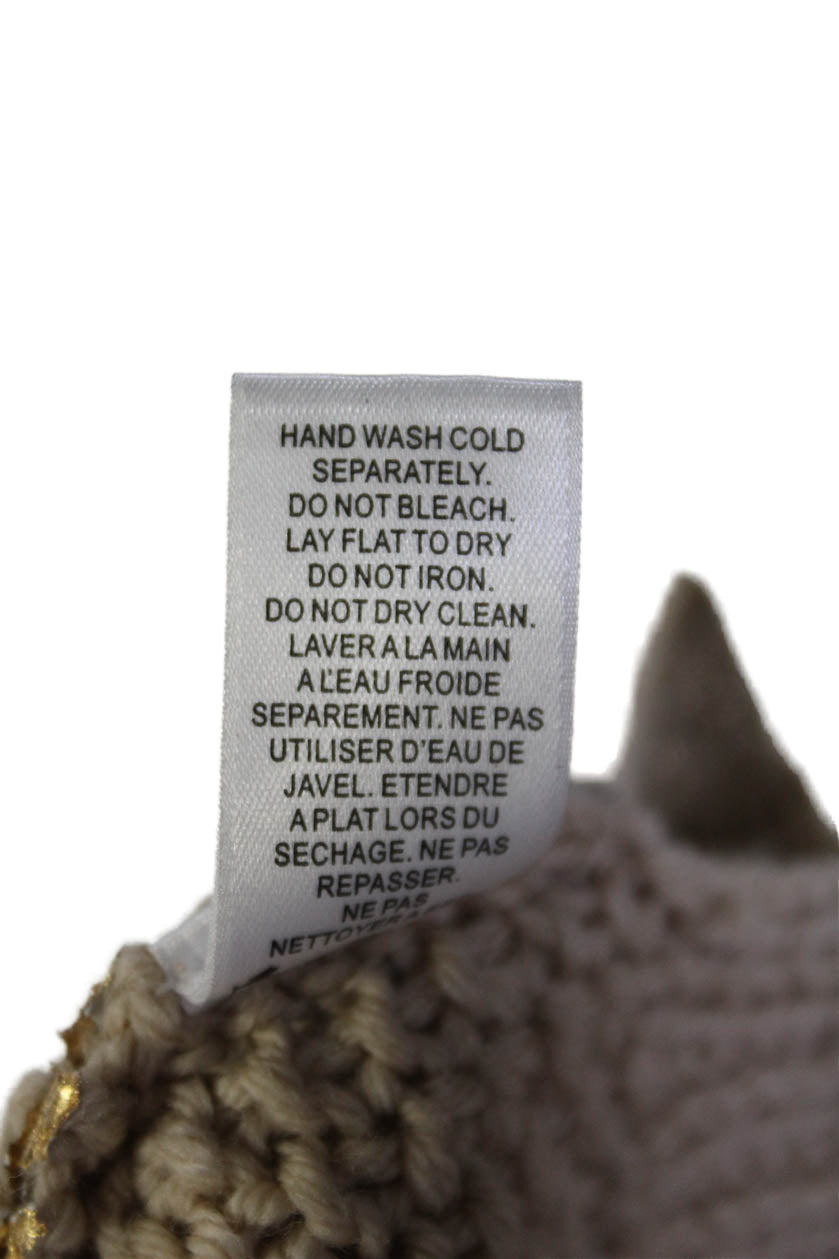 HAND WASH COLD
SEPARATELY.
DO NOT BLEACH.
LAY FLAT TO DRY
DO NOT IRON.
DO NOT DRY CLEAN.
LAVER A LA MAIN
A L'EAU FROIDE
SEPAREMENT. NE PAS
UTILISER D'EAU DE
JAVEL. ETENDRE
A PLAT LORS DU
SECHAGE. NE PAS
REPASSER.
NE PAS
NETTOYER A